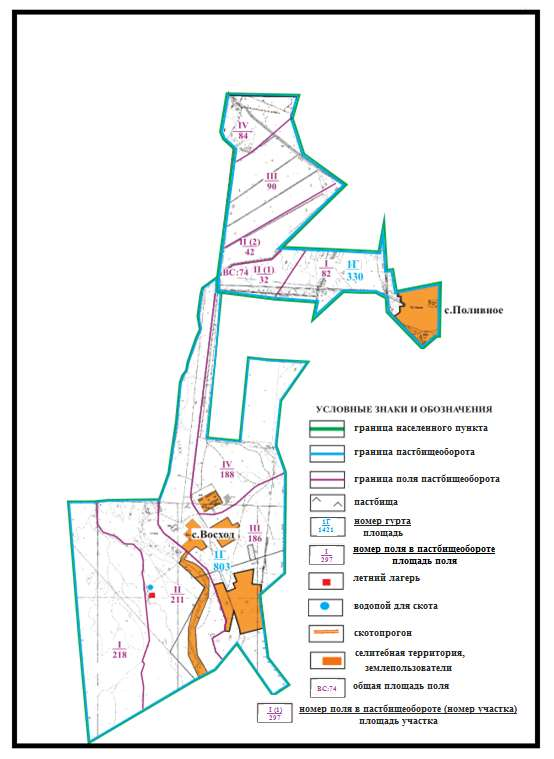 IV
84
III
90
II (2)
42
ВС:74
II (1)
32
I
82
1Г
330
с.Поливное
УСЛОВНЫЕ ЗНАКИ И ОБОЗНАЧЕНИЯ
граница населенного пункта
граница пастбищеоборота
граница поля пастбищеоборота
пастбища
1Г
1421
номер гурта
площадь
I
297
номер поля в пастбищеобороте
площадь поля
летний лагерь
водопой для скота
скотопрогон
селитебная территория,
землепользователи
ВС:74
общая площадь поля
I (1)
297
номер поля в пастбищеобороте (номер участка)
площадь участка
IV
188
с.Восход
III
186
1Г
803
II
211
I
218